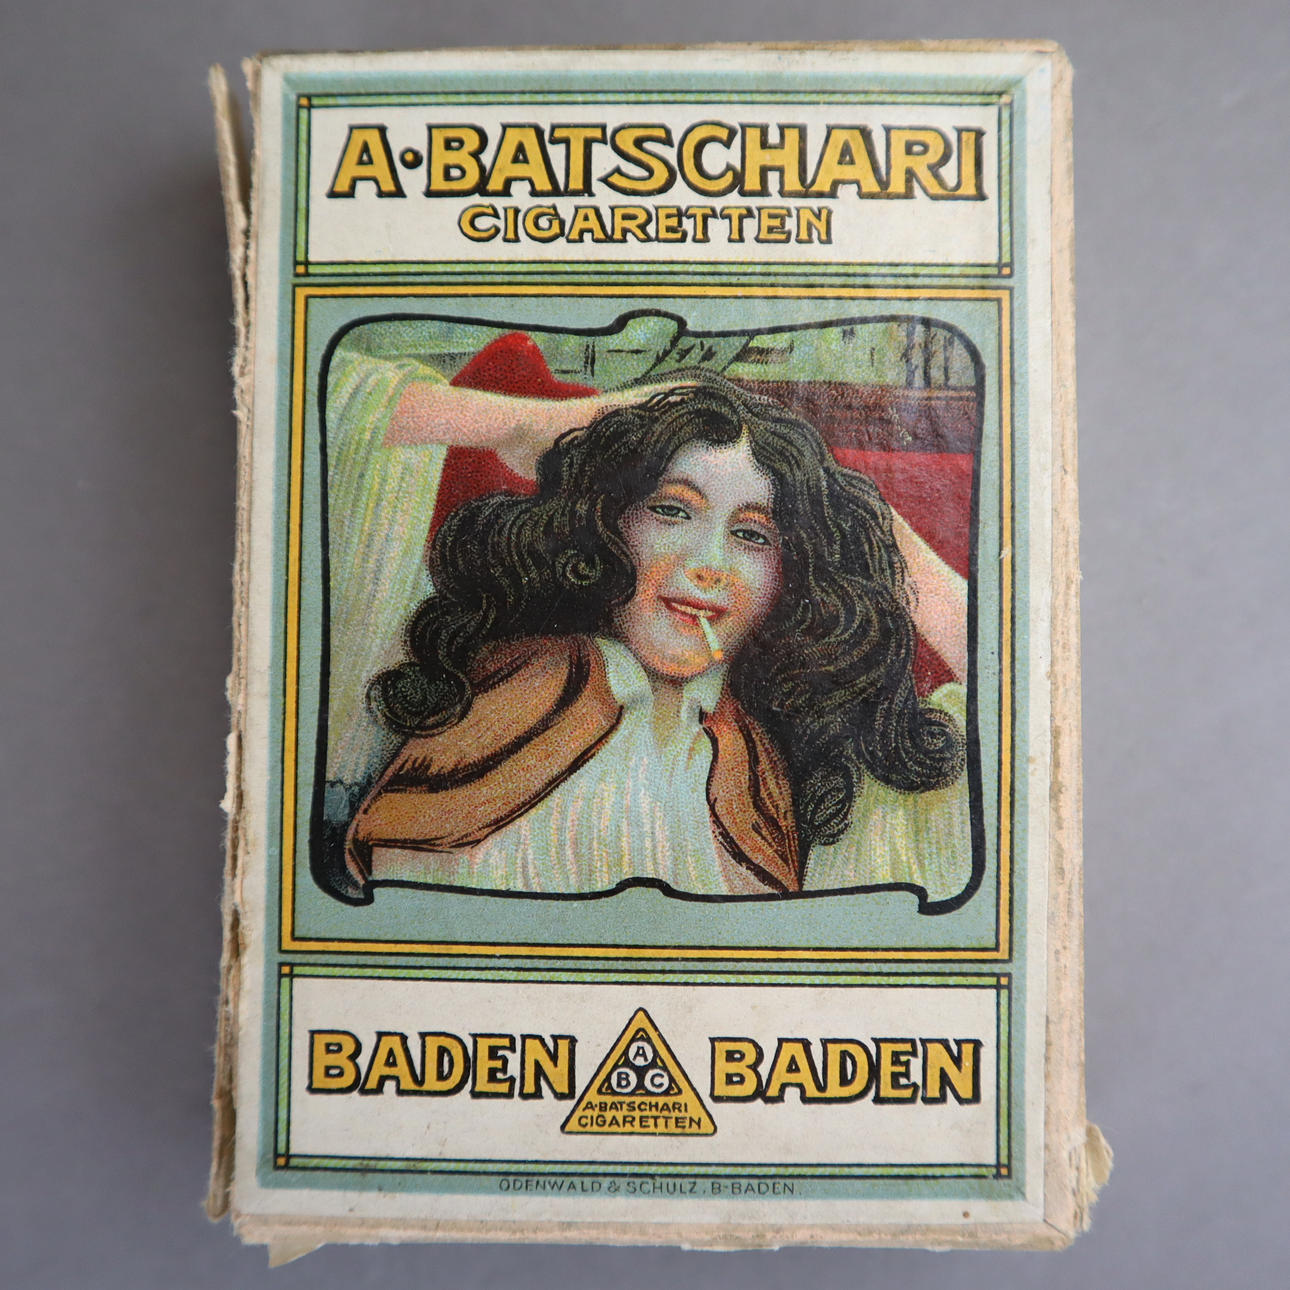 A·BATSCHARI
CIGARETTEN
BADEN BADEN
A
B C
A·BATSCHARI
CIGARETTEN
ODENWALD & SCHULZ, B-BADEN.